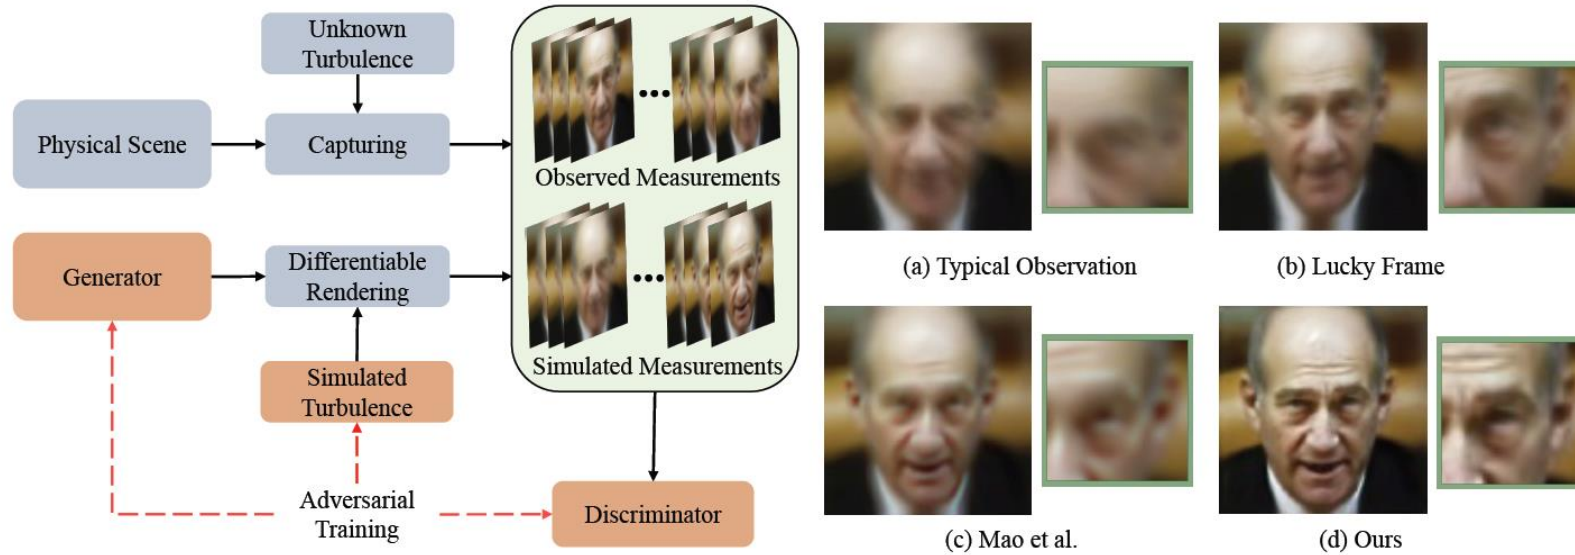 Unknown
Turbulence
Physical Scene
Capturing
Observed Measurements
Generator
Differentiable
Rendering
Simulated Measurements
Simulated
Turbulence
Adversarial
Training
Discriminator
(a) Typical Observation
(b) Lucky Frame
(c) Mao et al.
(d) Ours